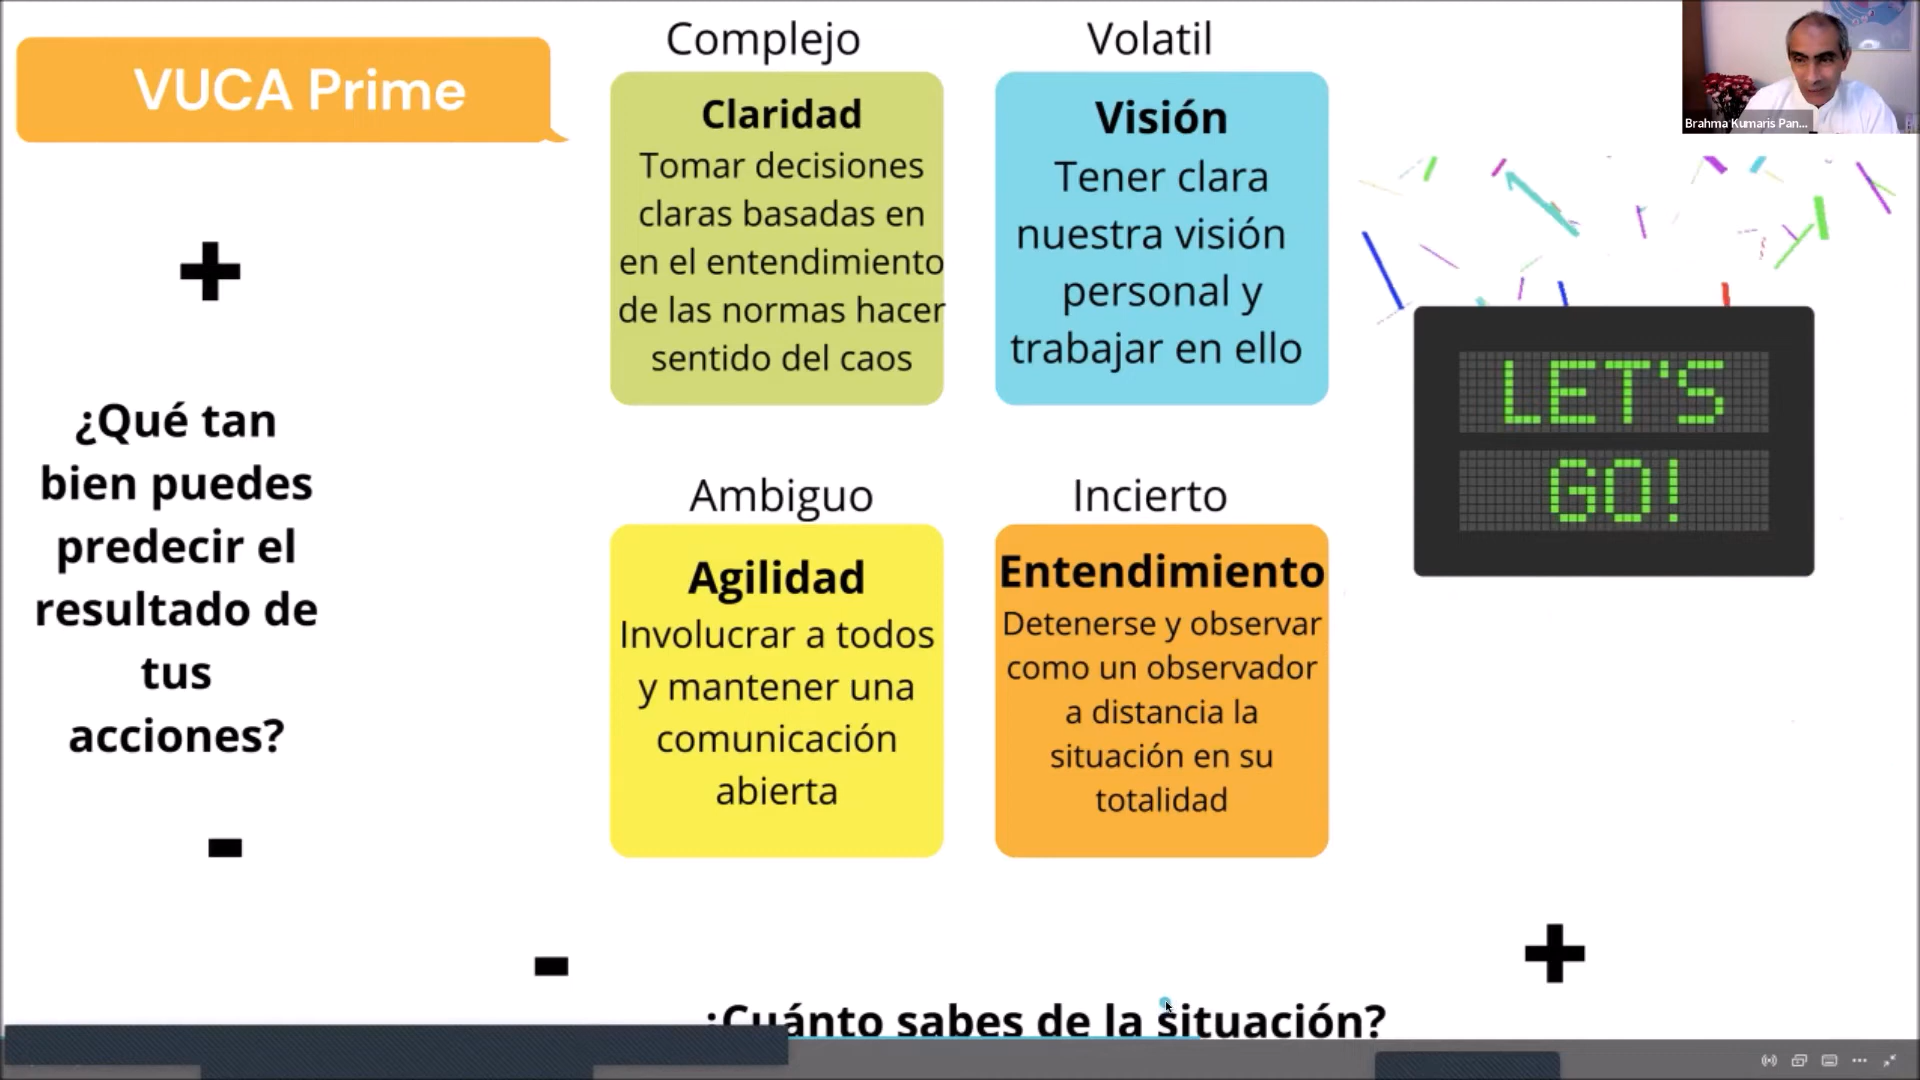 VUCA Prime
Complejo
Claridad
Tomar decisiones
claras basadas en
en el entendimiento
de las normas hacer
sentido del caos
Volatil
Visión
Tener clara
nuestra visión
personal y
trabajar en ello
Brahma Kumaris Pan...
+
¿Qué tan
bien puedes
predecir el
resultado de
tus
acciones?
-
LET'S
GO!
Ambiguo
Agilidad
Involucrar a todos
y mantener una
comunicación
abierta
Incierto
Entendimiento
Detenerse y observar
como un observador
a distancia la
situación en su
totalidad
-
+
¿Cuánto sabes de la situación?